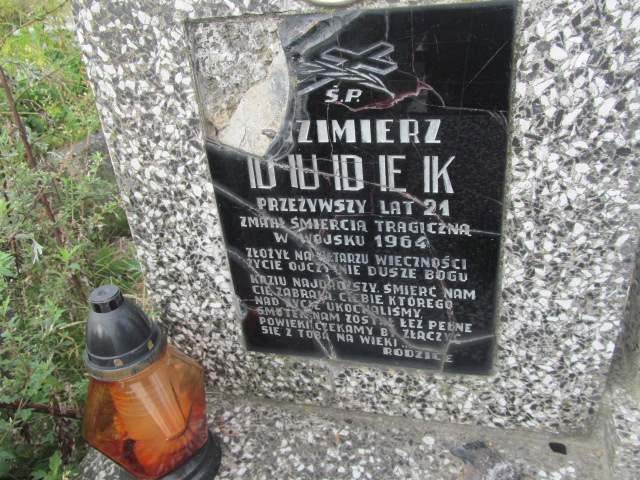 Ś.P.
ZIMIERZ
DUDEK
PRZEŻYWSZY LAT 21
ZMARŁ ŚMIERCIĄ TRAGICZNĄ
W WOJSKU 1964
ZŁOŻYŁ NA OŁTARZU WIECZNOŚCI
ŻYCIE OJCZYŹNIE DUSZE BOGU
KAZIU NAJDROŻSZY, ŚMIERĆ NAM
CIĘ ZABRAŁA CIEBIE KTÓREGO
NAD ŻYCIE UKOCHALIŚMY,
SMUTEK NAM ZOSTAŁ ŁEZ PEŁNE
POWIEKI CZEKAMY BY ZŁĄCZYĆ
SIĘ Z TOBĄ NA WIEKI
RODZICE